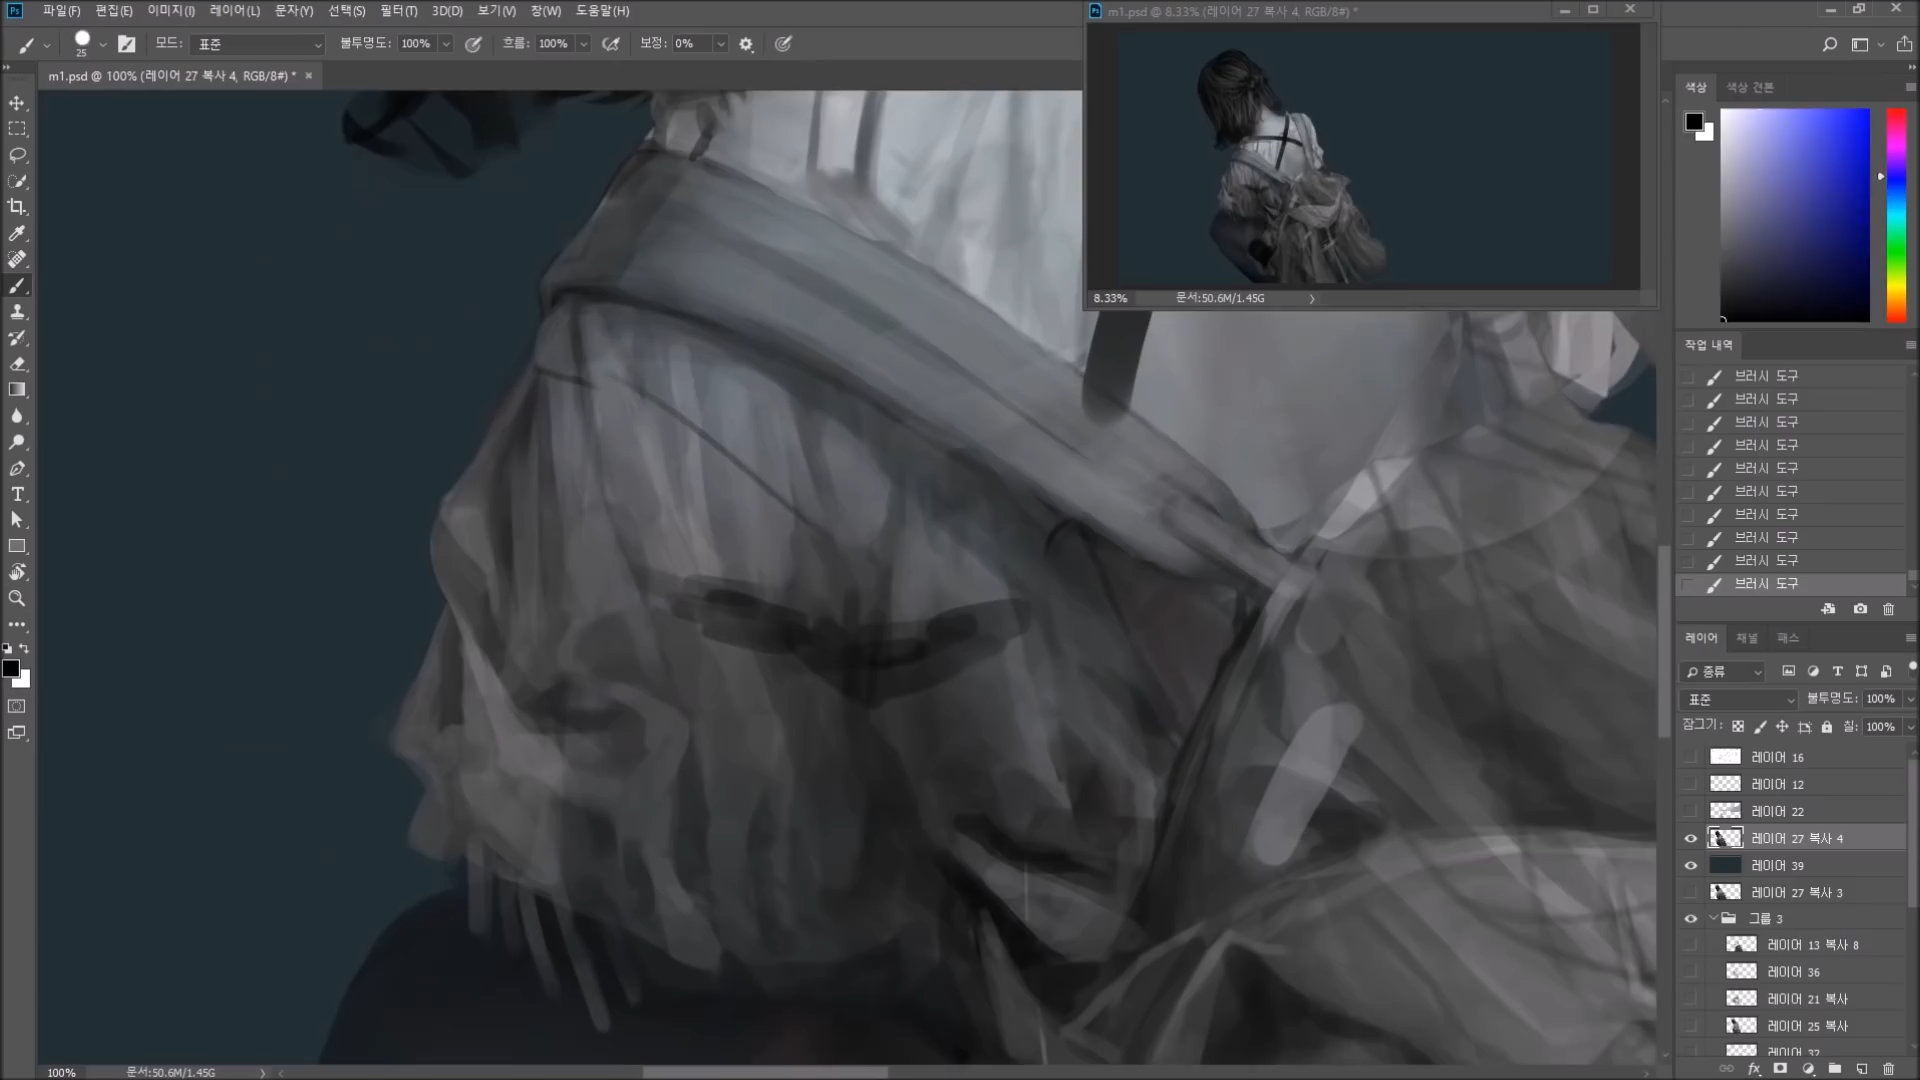 Ps 파일(F) 편집(E) 이미지(I) 레이어(L) 문자(Y) 선택(S) 필터(T) 3D(D) 보기(V) 창(W) 도움말(H)
Ps m1.psd @ 8.33% (레이어 27 복사 4, RGB/8#) *
25 모드: 표준 불투명도: 100% 흐름: 100% 보정: 0%
m1.psd @ 100% (레이어 27 복사 4, RGB/8#) * ×
8.33% 문서:50.6M/1.45G
색상 색상 견본
작업 내역
브러시 도구
브러시 도구
브러시 도구
브러시 도구
브러시 도구
브러시 도구
브러시 도구
브러시 도구
브러시 도구
브러시 도구
레이어 채널 패스
종류
표준 불투명도: 100%
잠그기: 칠: 100%
레이어 16
레이어 12
레이어 22
레이어 27 복사 4
레이어 39
레이어 27 복사 3
그룹 3
레이어 13 복사 8
레이어 36
레이어 21 복사
레이어 25 복사
레이어 32
100% 문서:50.6M/1.45G